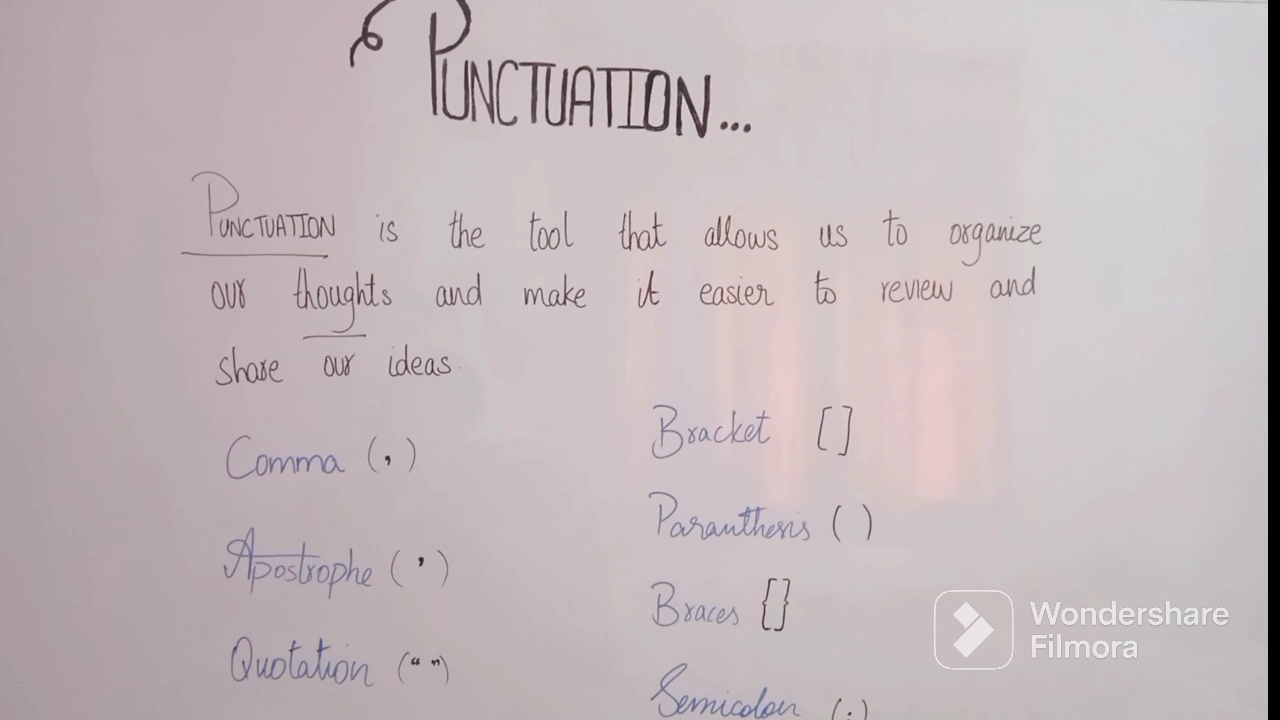 PUNCTUATION...
PUNCTUATION is the tool that allows us to organize
our thoughts and make it easier to review and
share our ideas.
Comma (,)
Apostrophe (’)
Quotation (“ ”)
Bracket []
Paranthesis ( )
Braces {}
Semicolon (;)
Wondershare
Filmora